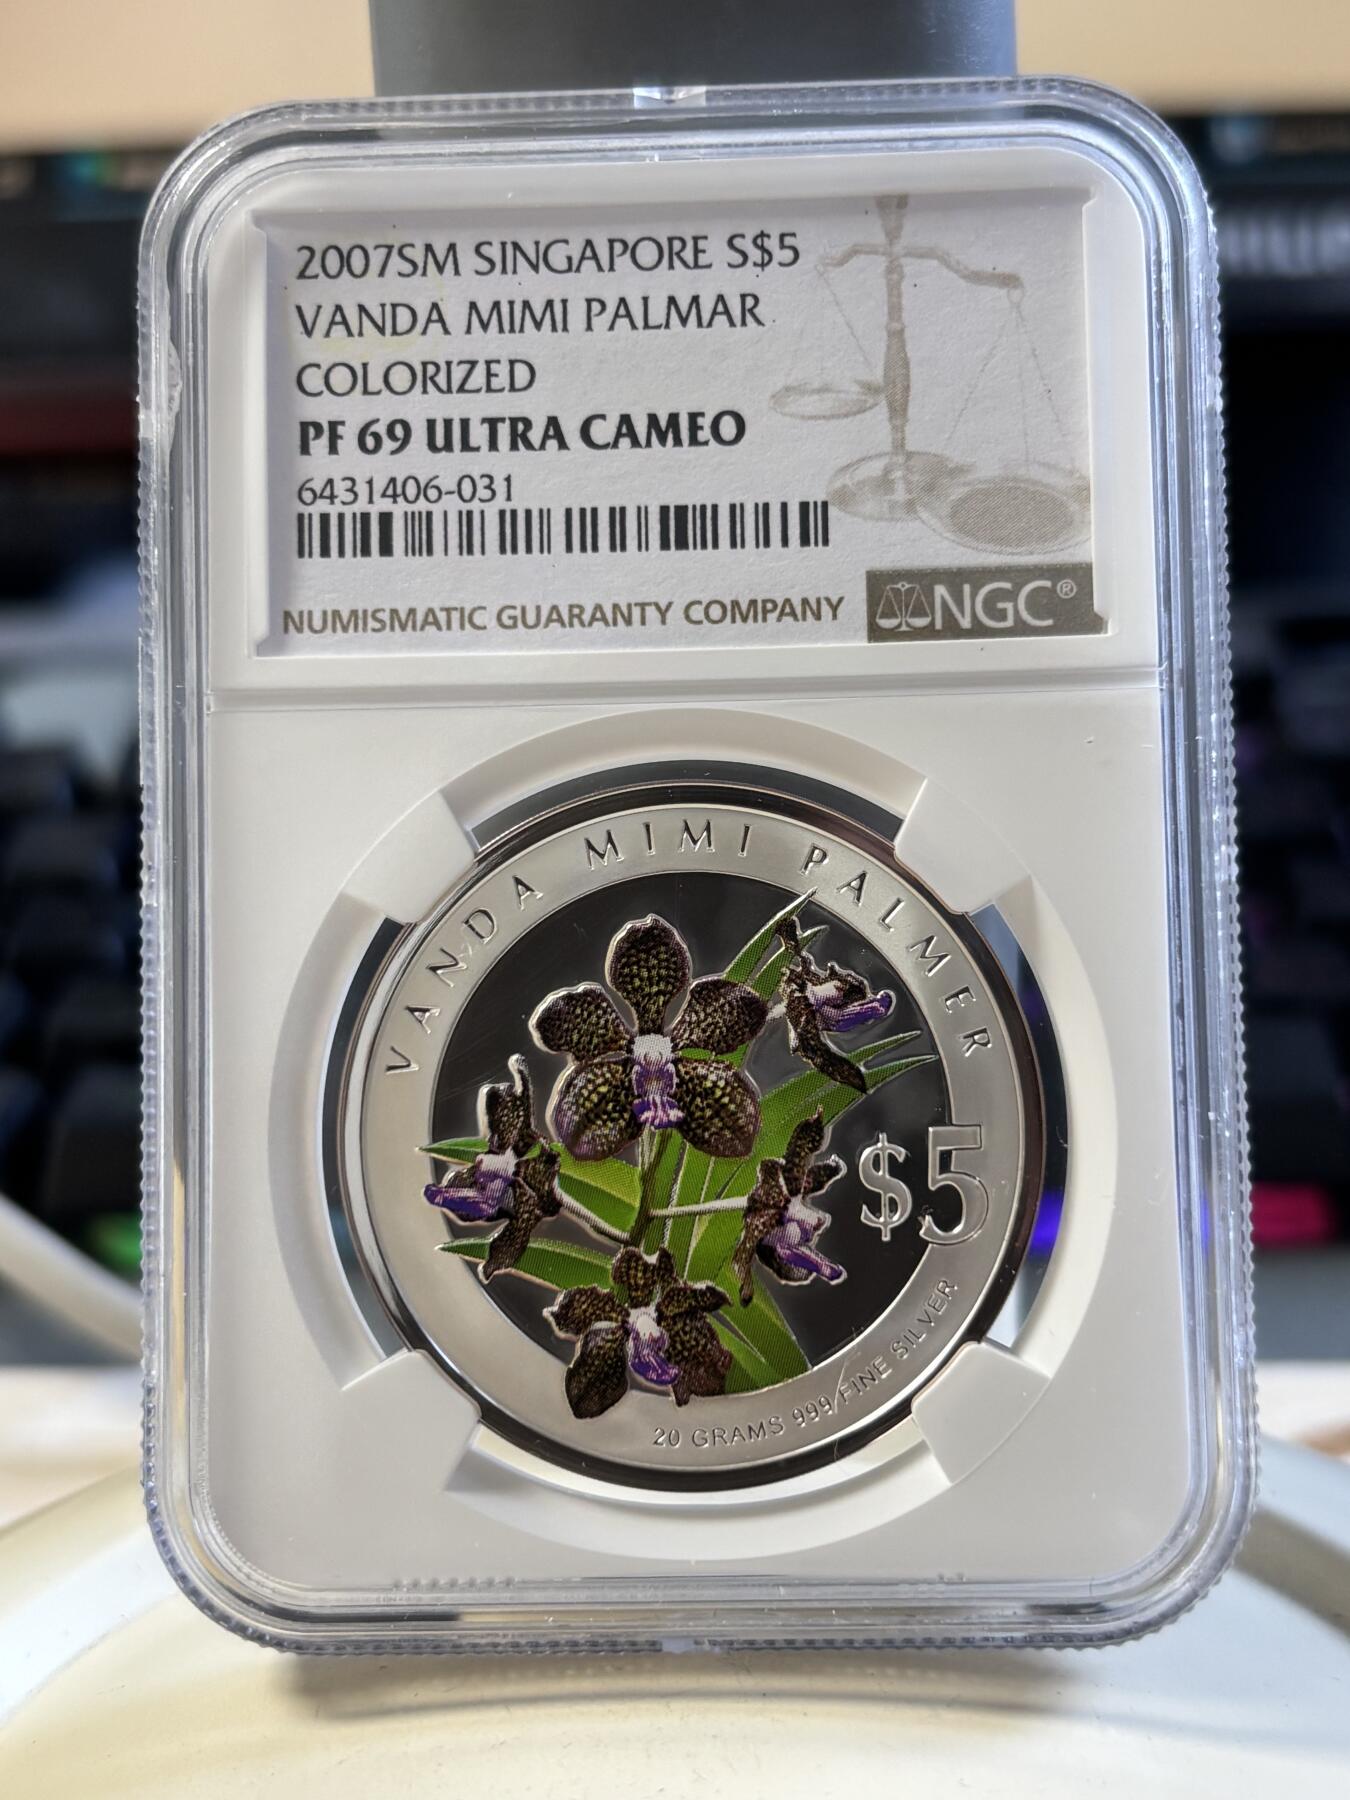 2007SM SINGAPORE S$5
VANDA MIMI PALMAR
COLORIZED
PF 69 ULTRA CAMEO
6431406-031
NUMISMATIC GUARANTY COMPANY
NGC®
VANDA MIMI PALMER
$5
20 GRAMS 999 FINE SILVER